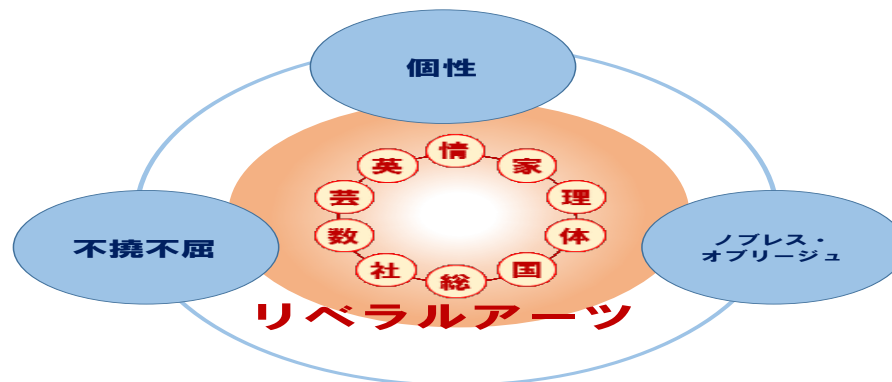 個性
情
英
家
芸
理
不撓不屈
数
体
ノブレス・
オブリージュ
社
国
総
リベラルアーツ